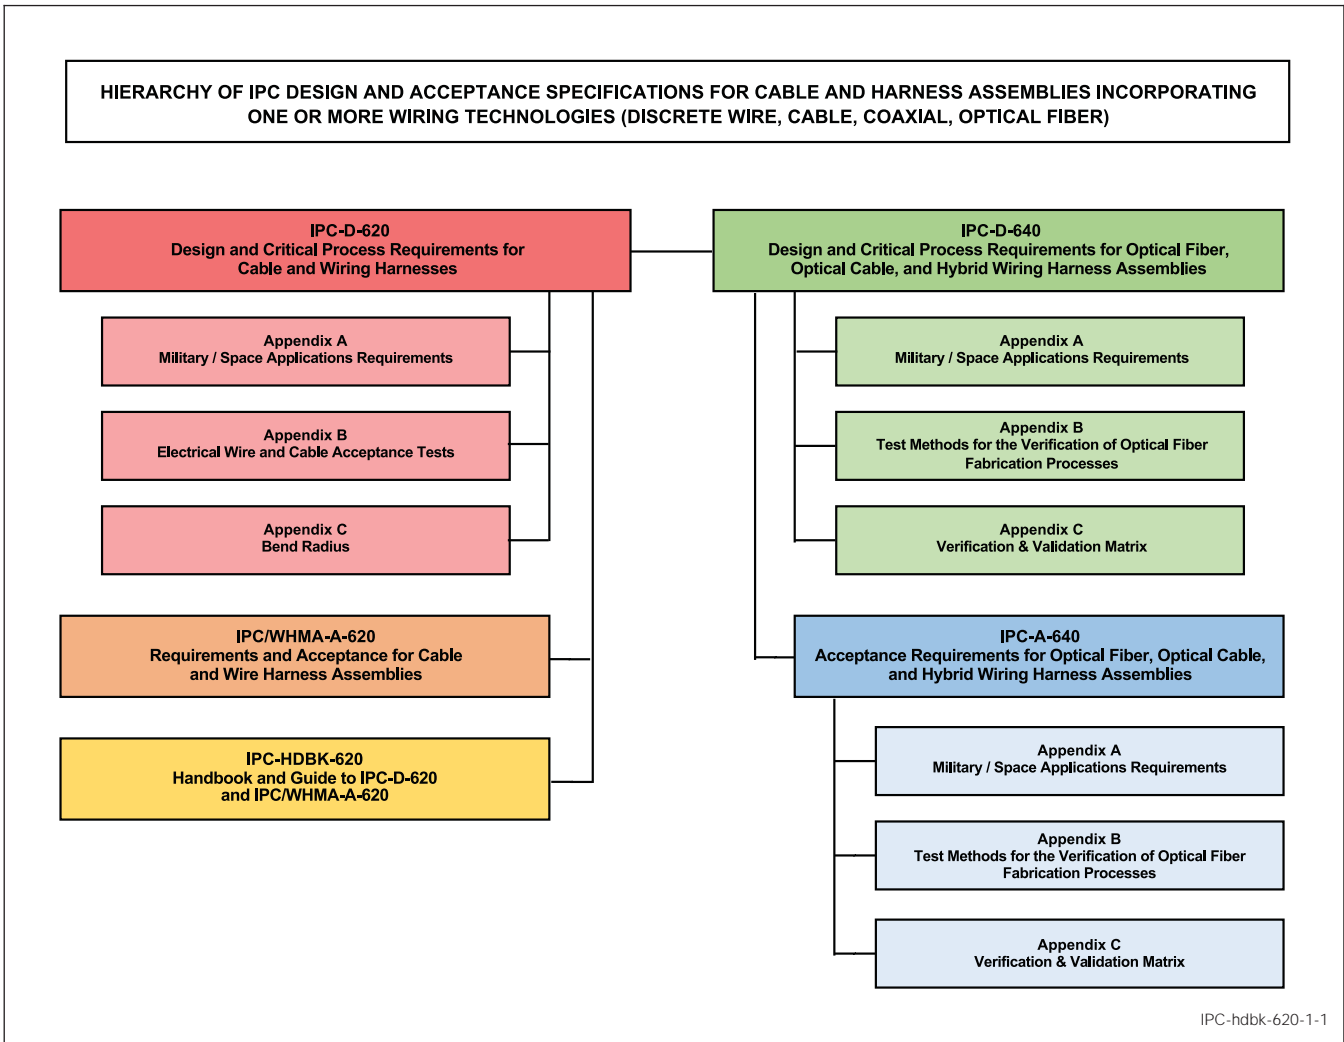 HIERARCHY OF IPC DESIGN AND ACCEPTANCE SPECIFICATIONS FOR CABLE AND HARNESS ASSEMBLIES INCORPORATING
ONE OR MORE WIRING TECHNOLOGIES (DISCRETE WIRE, CABLE, COAXIAL, OPTICAL FIBER)
IPC-D-620
Design and Critical Process Requirements for
Cable and Wiring Harnesses
Appendix A
Military / Space Applications Requirements
Appendix B
Electrical Wire and Cable Acceptance Tests
Appendix C
Bend Radius
IPC/WHMA-A-620
Requirements and Acceptance for Cable
and Wire Harness Assemblies
IPC-HDBK-620
Handbook and Guide to IPC-D-620
and IPC/WHMA-A-620
IPC-D-640
Design and Critical Process Requirements for Optical Fiber,
Optical Cable, and Hybrid Wiring Harness Assemblies
Appendix A
Military / Space Applications Requirements
Appendix B
Test Methods for the Verification of Optical Fiber
Fabrication Processes
Appendix C
Verification & Validation Matrix
IPC-A-640
Acceptance Requirements for Optical Fiber, Optical Cable,
and Hybrid Wiring Harness Assemblies
Appendix A
Military / Space Applications Requirements
Appendix B
Test Methods for the Verification of Optical Fiber
Fabrication Processes
Appendix C
Verification & Validation Matrix
IPC-hdbk-620-1-1